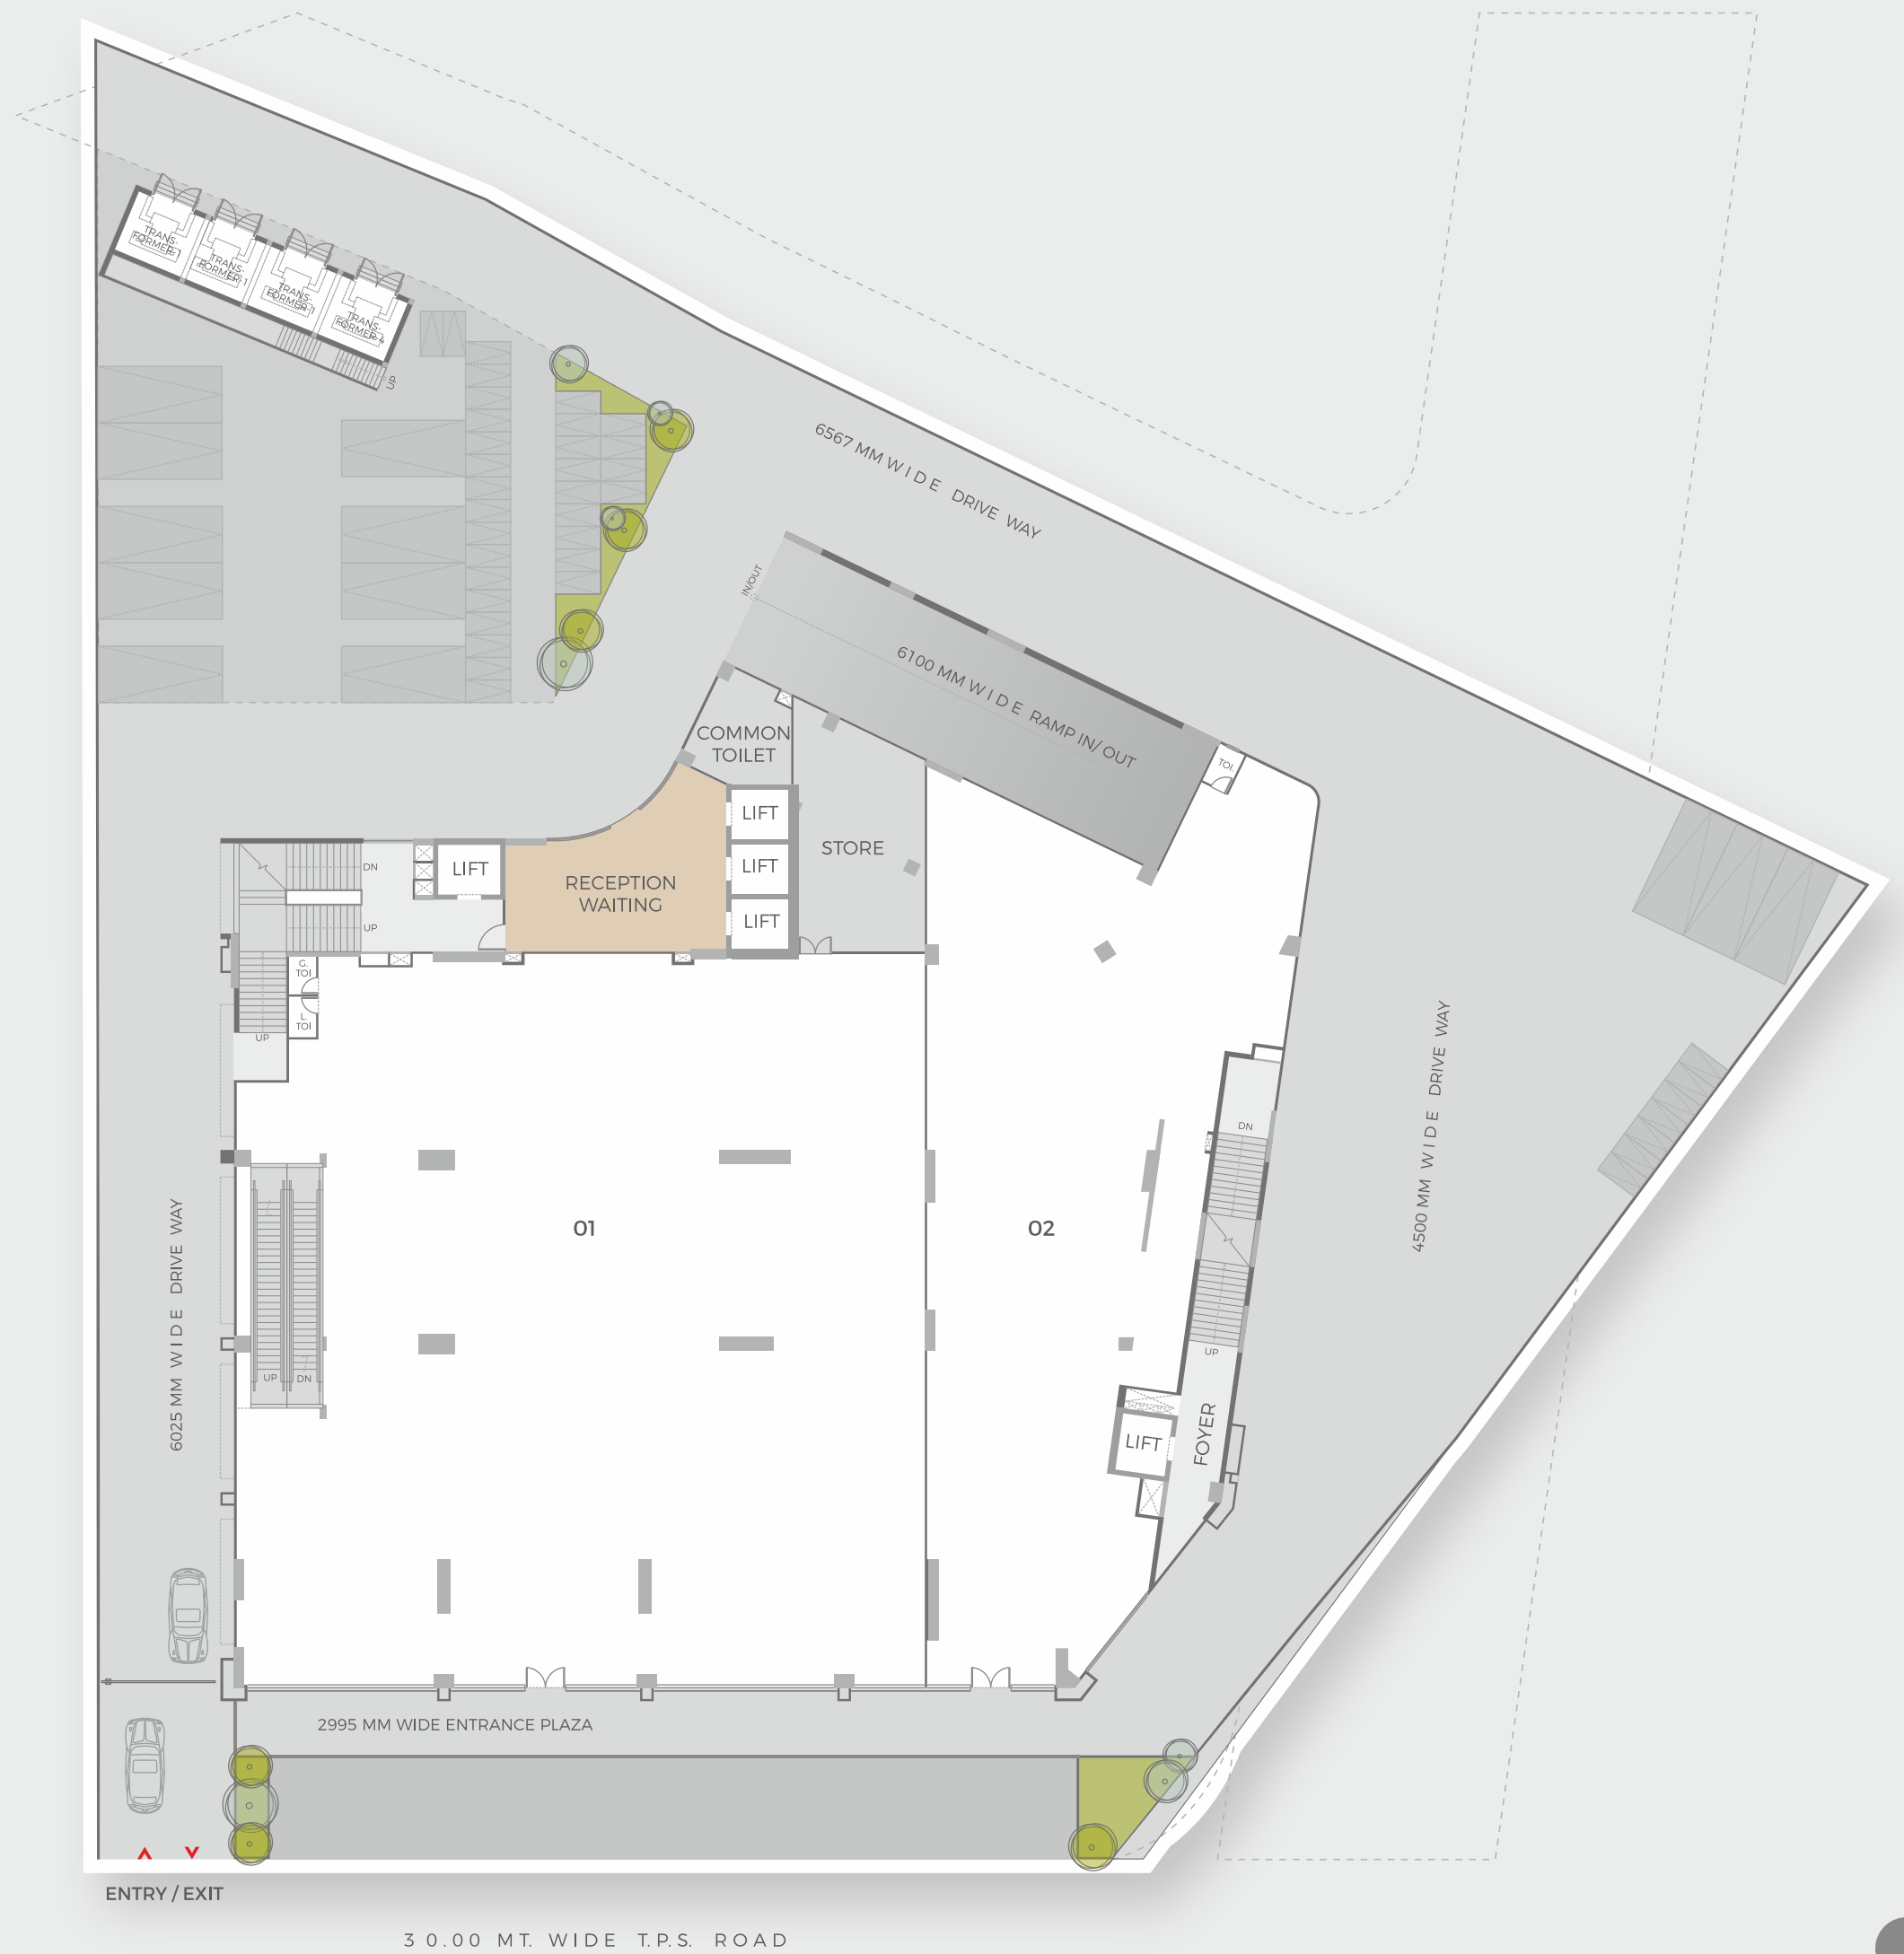 TRANS-
FORMER-1
TRANS-
FORMER-1
TRANS-
FORMER-1
TRANS-
FORMER-4
UP
6567 MM WIDE DRIVE WAY
IN/OUT
6100 MM WIDE RAMP IN/OUT
COMMON
TOILET
TOI.
LIFT
LIFT
LIFT
STORE
LIFT
RECEPTION
WAITING
DN
UP
G.
TOI
L.
TOI
UP
4500 MM WIDE DRIVE WAY
DN
UP
01
02
6025 MM WIDE DRIVE WAY
UP
DN
LIFT
FOYER
2995 MM WIDE ENTRANCE PLAZA
ENTRY / EXIT
30.00 MT. WIDE T.P.S. ROAD